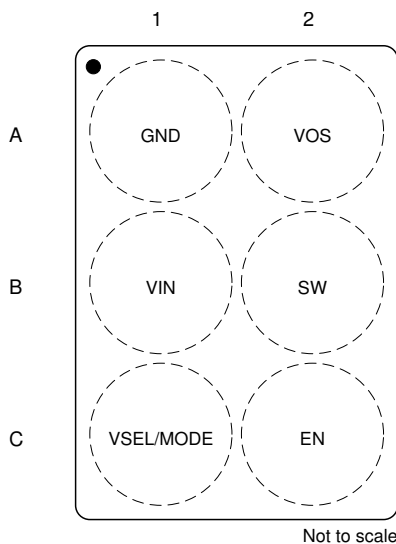 1 2
A GND VOS
B VIN SW
C VSEL/MODE EN
Not to scale